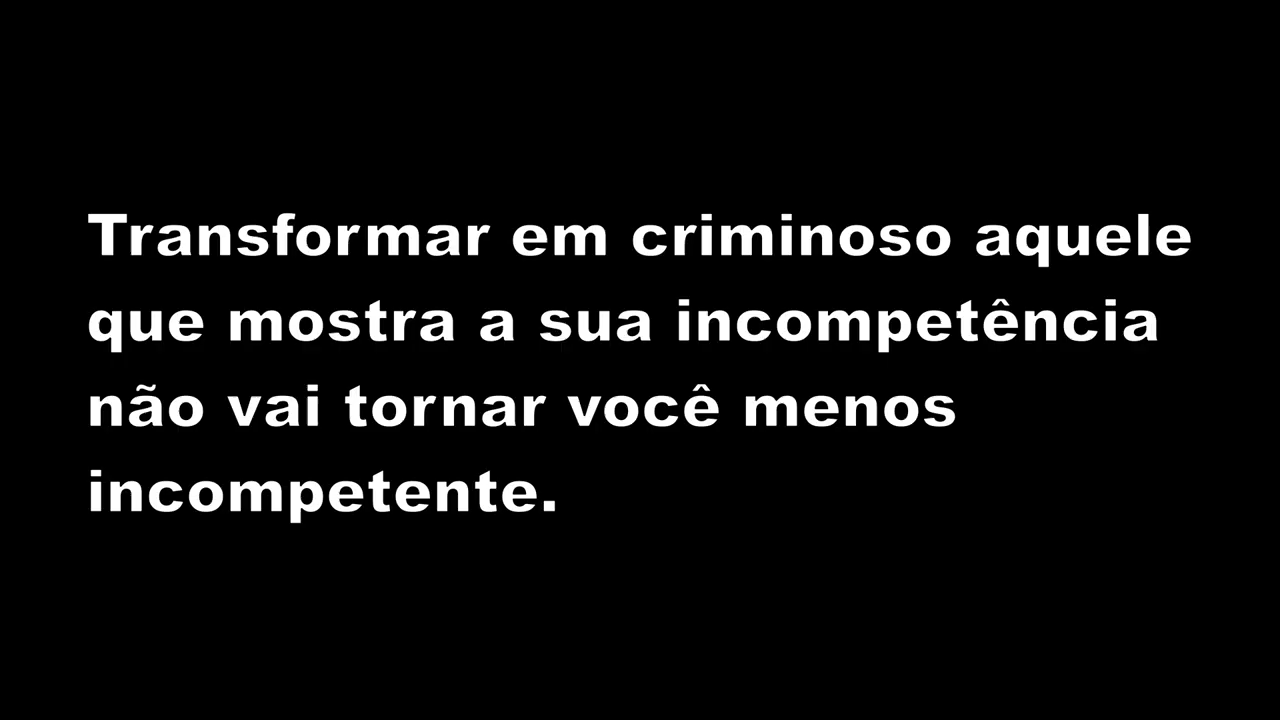 Transformar em criminoso aquele
que mostra a sua incompetência
não vai tornar você menos
incompetente.